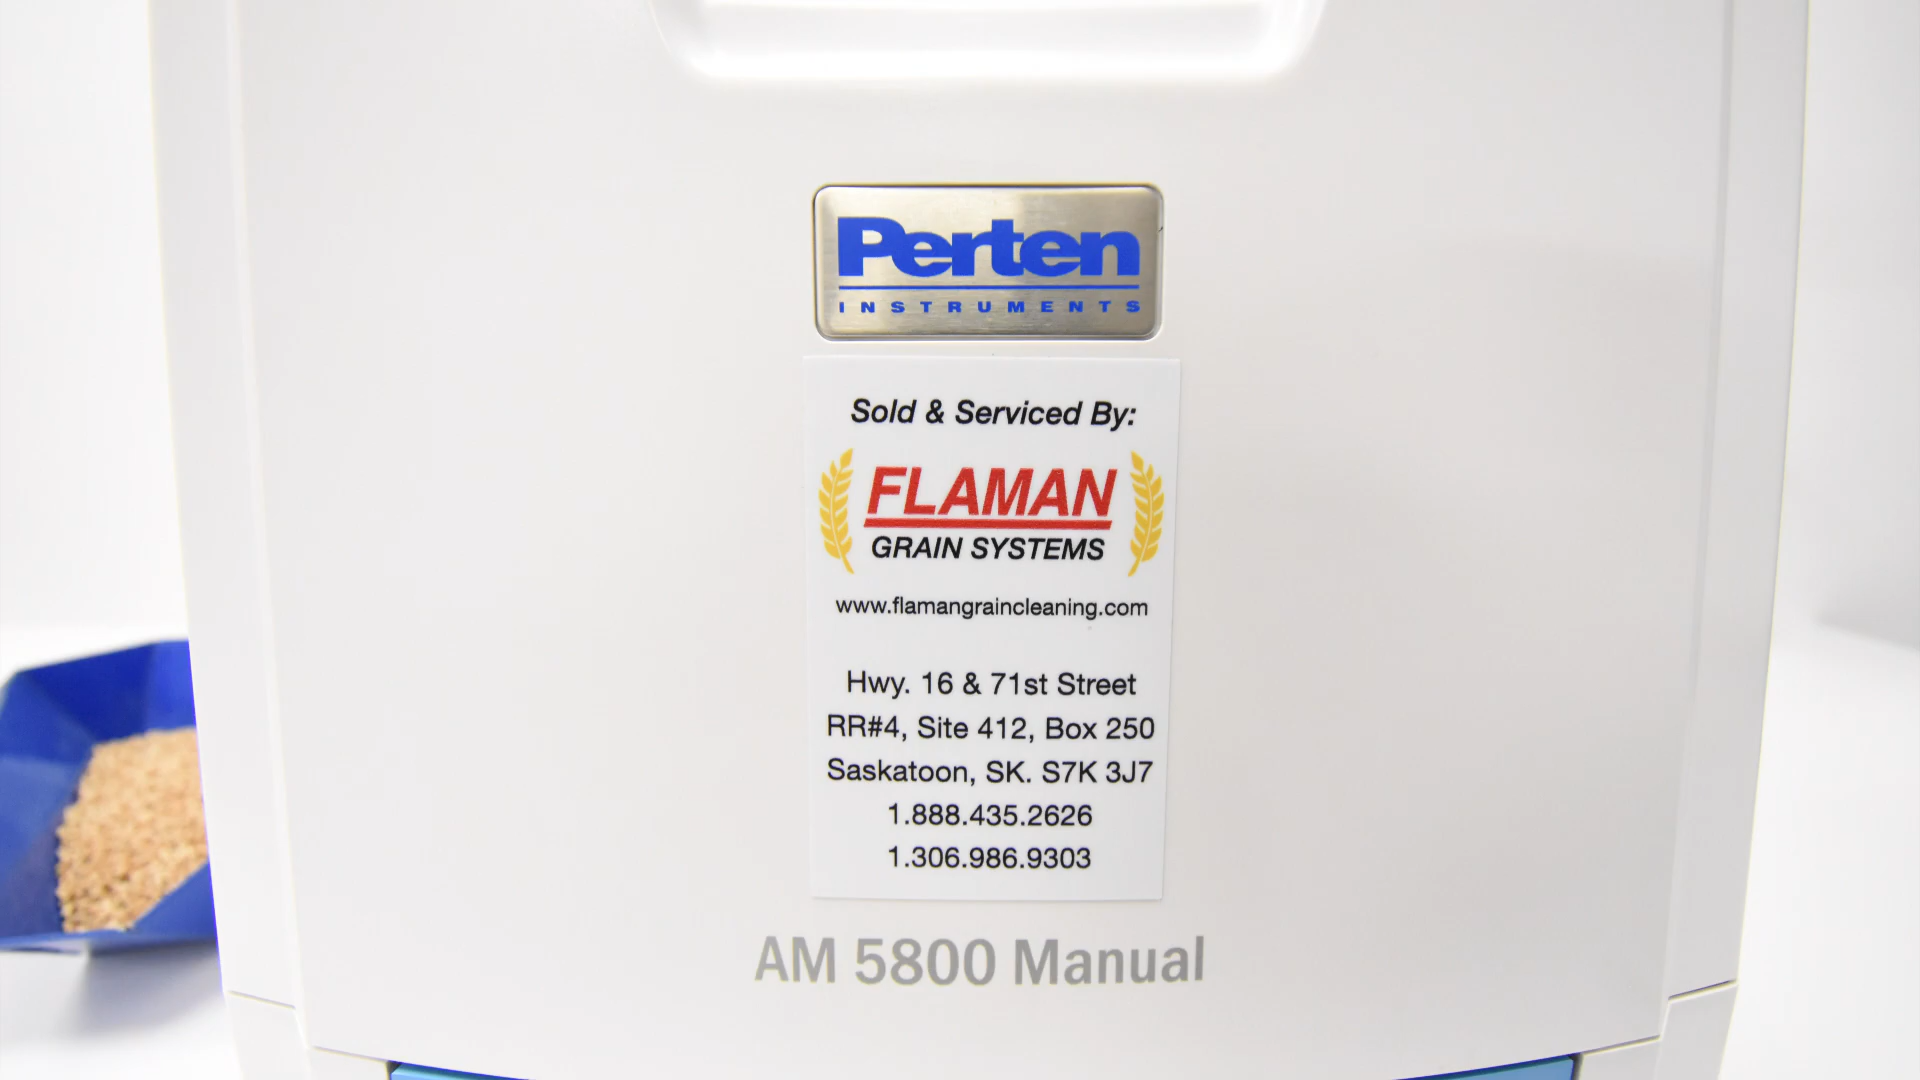 Perten
INSTRUMENTS
Sold & Serviced By:
FLAMAN
GRAIN SYSTEMS
www.flamangraincleaning.com
Hwy. 16 & 71st Street
RR#4, Site 412, Box 250
Saskatoon, SK. S7K 3J7
1.888.435.2626
1.306.986.9303
AM 5800 Manual